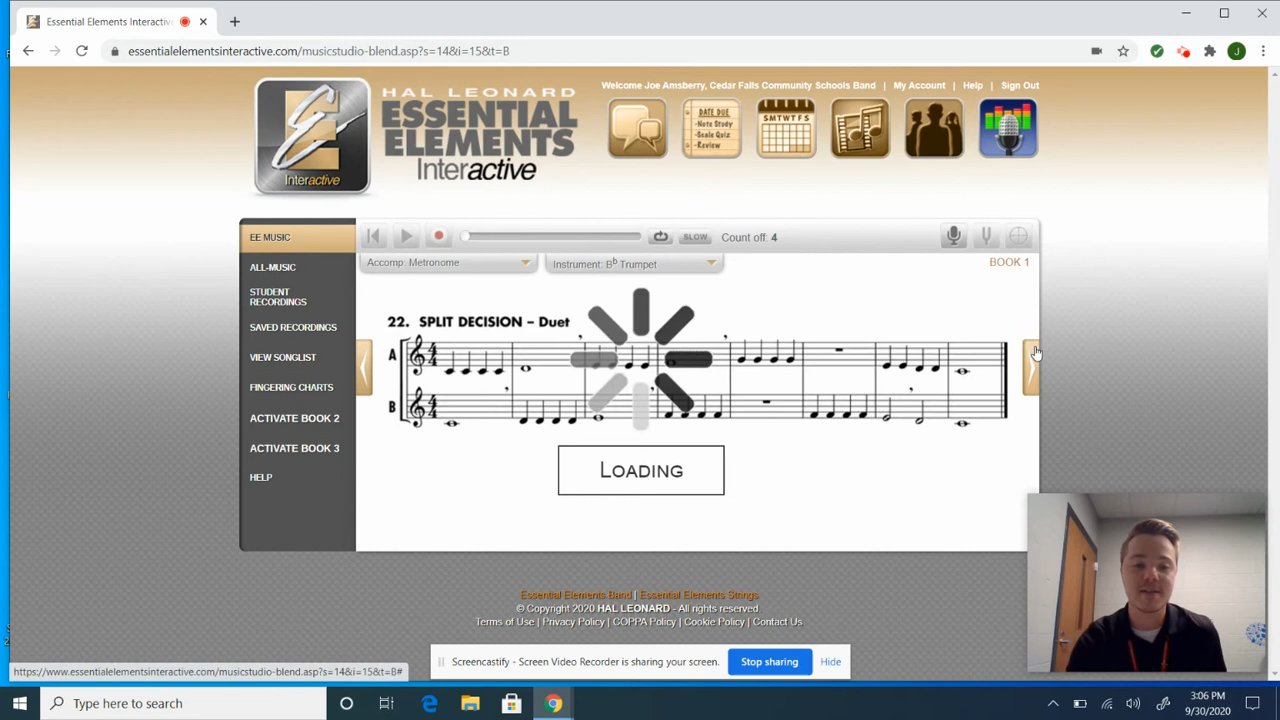 Essential Elements Interactiv
essentialelementsinteractive.com/musicstudio-blend.asp?s=14&i=15&t=B
J
Welcome Joe Amsberry, Cedar Falls Community Schools Band | My Account | Help | Sign Out
HAL LEONARD
ESSENTIAL
ELEMENTS
Interactive
E
Interactive
DATE DUE
-Note Study
-Scale Quiz
-Review
S M T W T F S
EE MUSIC
ALL-MUSIC
STUDENT
RECORDINGS
SAVED RECORDINGS
VIEW SONGLIST
FINGERING CHARTS
ACTIVATE BOOK 2
ACTIVATE BOOK 3
HELP
SLOW
Count off: 4
Accomp: Metronome
Instrument: Bb Trumpet
BOOK 1
22. SPLIT DECISION – Duet
A
B
LOADING
Essential Elements Band | Essential Elements Strings
© Copyright 2020 HAL LEONARD - All rights reserved
Terms of Use | Privacy Policy | COPPA Policy | Cookie Policy | Contact Us
Screencastify - Screen Video Recorder is sharing your screen.
Stop sharing
Hide
https://www.essentialelementsinteractive.com/musicstudio-blend.asp?s=14&i=15&t=B#
Type here to search
3:06 PM
9/30/2020